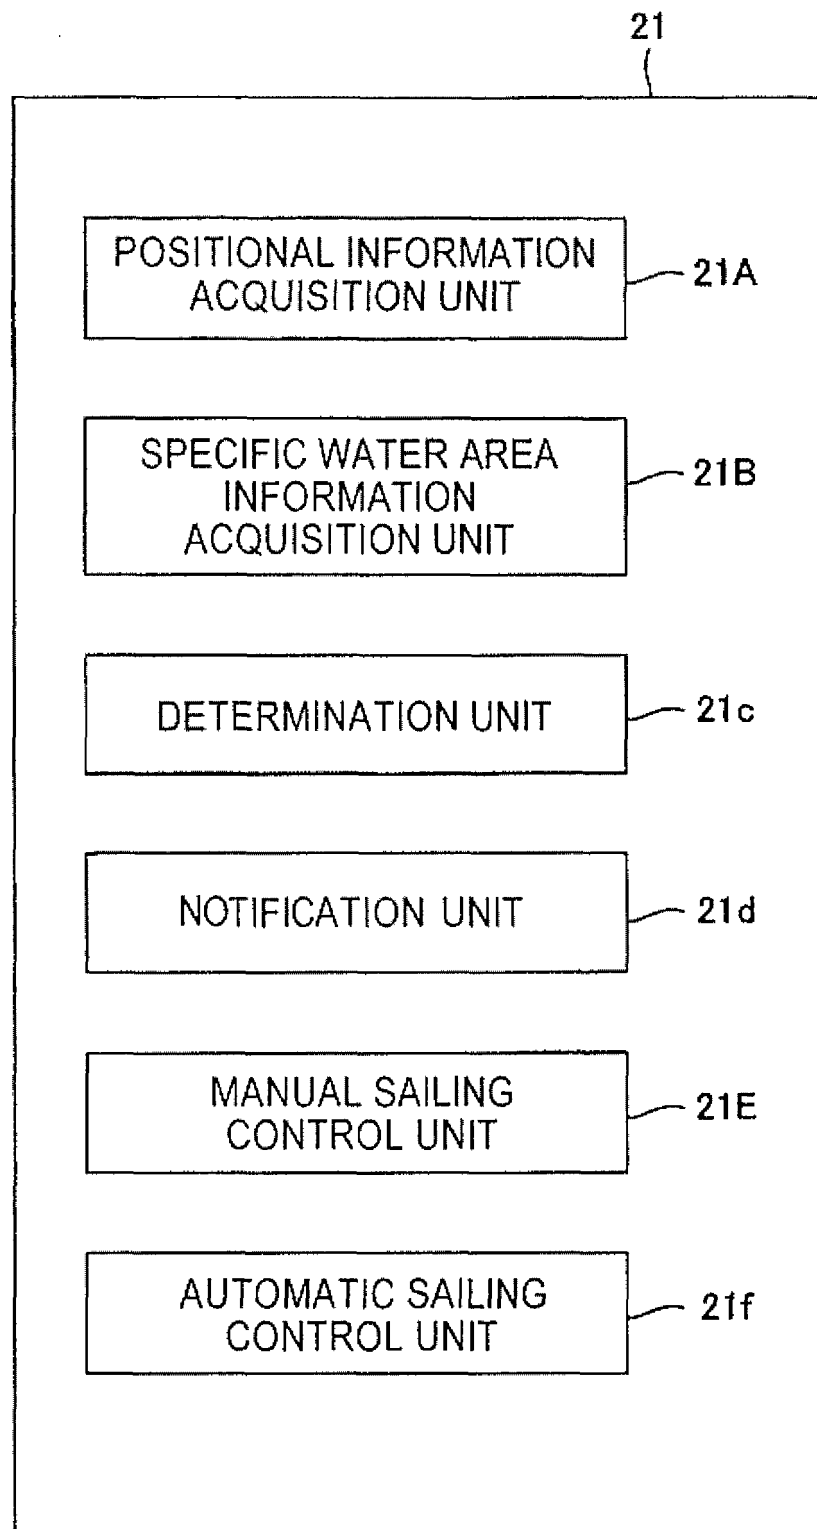 21
POSITIONAL INFORMATION
ACQUISITION UNIT
21A
SPECIFIC WATER AREA
INFORMATION
ACQUISITION UNIT
21B
DETERMINATION UNIT
21c
NOTIFICATION UNIT
21d
MANUAL SAILING
CONTROL UNIT
21E
AUTOMATIC SAILING
CONTROL UNIT
21f